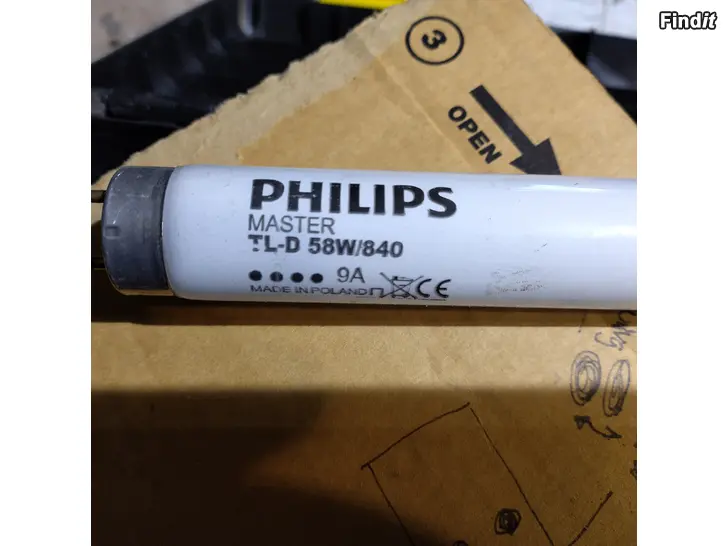 Findit
3
OPEN
PHILIPS
MASTER
TL-D 58W/840
●●●● 9A
MADE IN POLAND CE